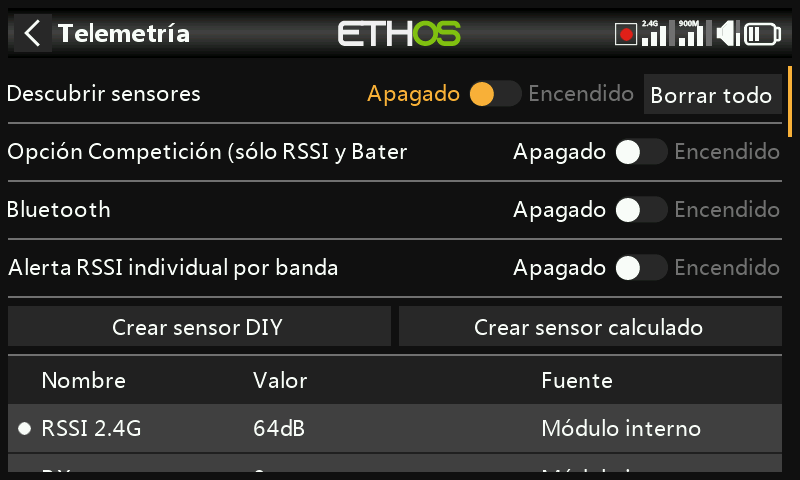 Telemetría ETHOS 2.4G 900M
Descubrir sensores Apagado Encendido Borrar todo
Opción Competición (sólo RSSI y Bater Apagado Encendido
Bluetooth Apagado Encendido
Alerta RSSI individual por banda Apagado Encendido
Crear sensor DIY Crear sensor calculado
Nombre Valor Fuente
RSSI 2.4G 64dB Módulo interno